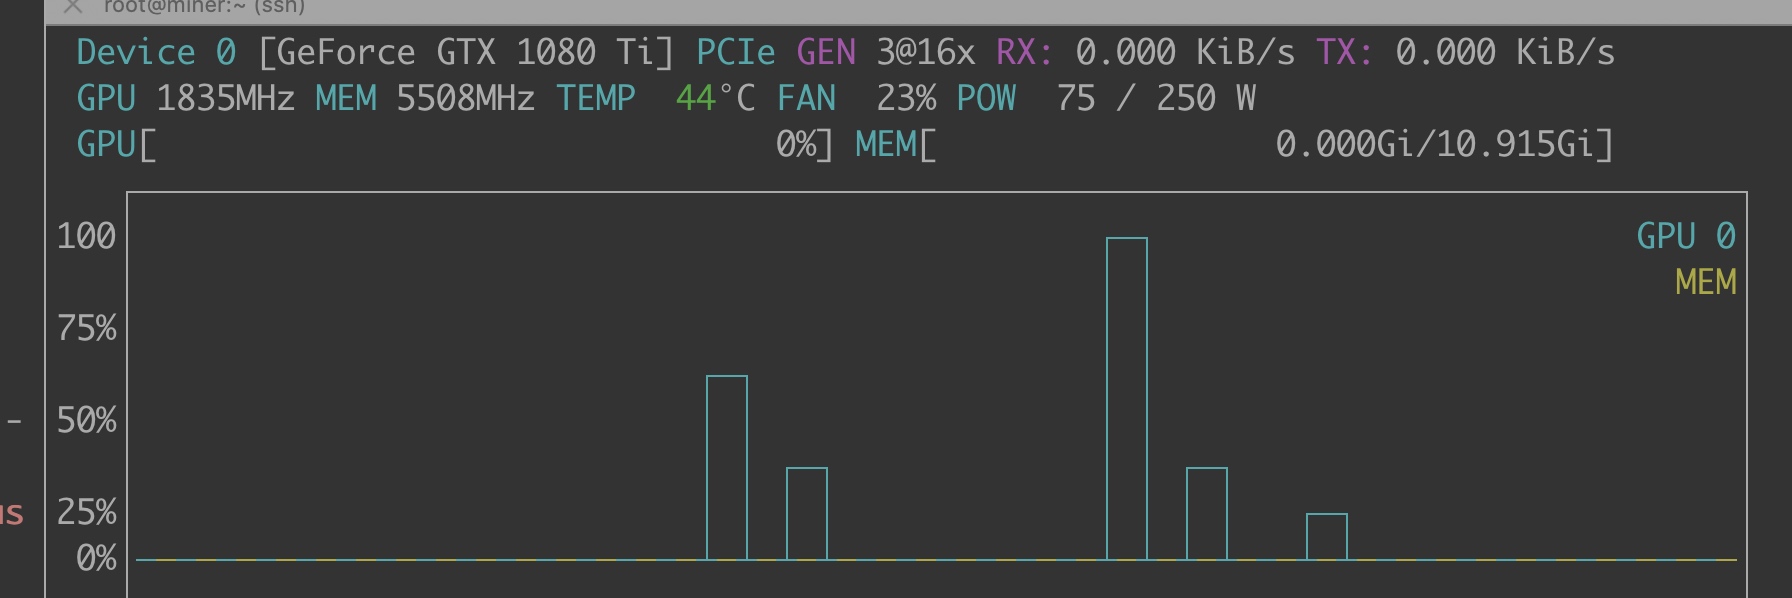 root@miner:~ (ssh)
Device 0 [GeForce GTX 1080 Ti] PCIe GEN 3@16x RX: 0.000 KiB/s TX: 0.000 KiB/s
GPU 1835MHz MEM 5508MHz TEMP 44°C FAN 23% POW 75 / 250 W
GPU[ 0%] MEM[ 0.000Gi/10.915Gi]
100
GPU 0
MEM
75%
- 50%
25%
0%